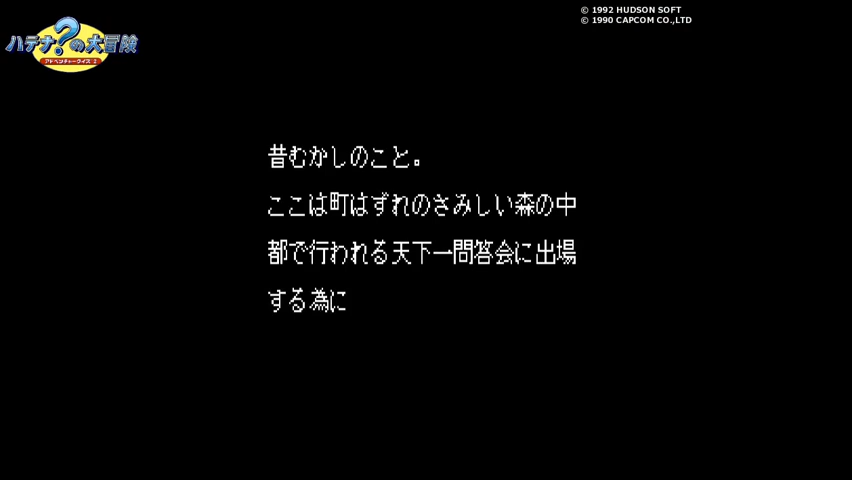 ハテナ?の大冒険
アドベンチャークイズ 2
© 1992 HUDSON SOFT
© 1990 CAPCOM CO.,LTD
昔むかしのこと。
ここは町はずれのさみしい森の中
都で行われる天下一問答会に出場
する為に